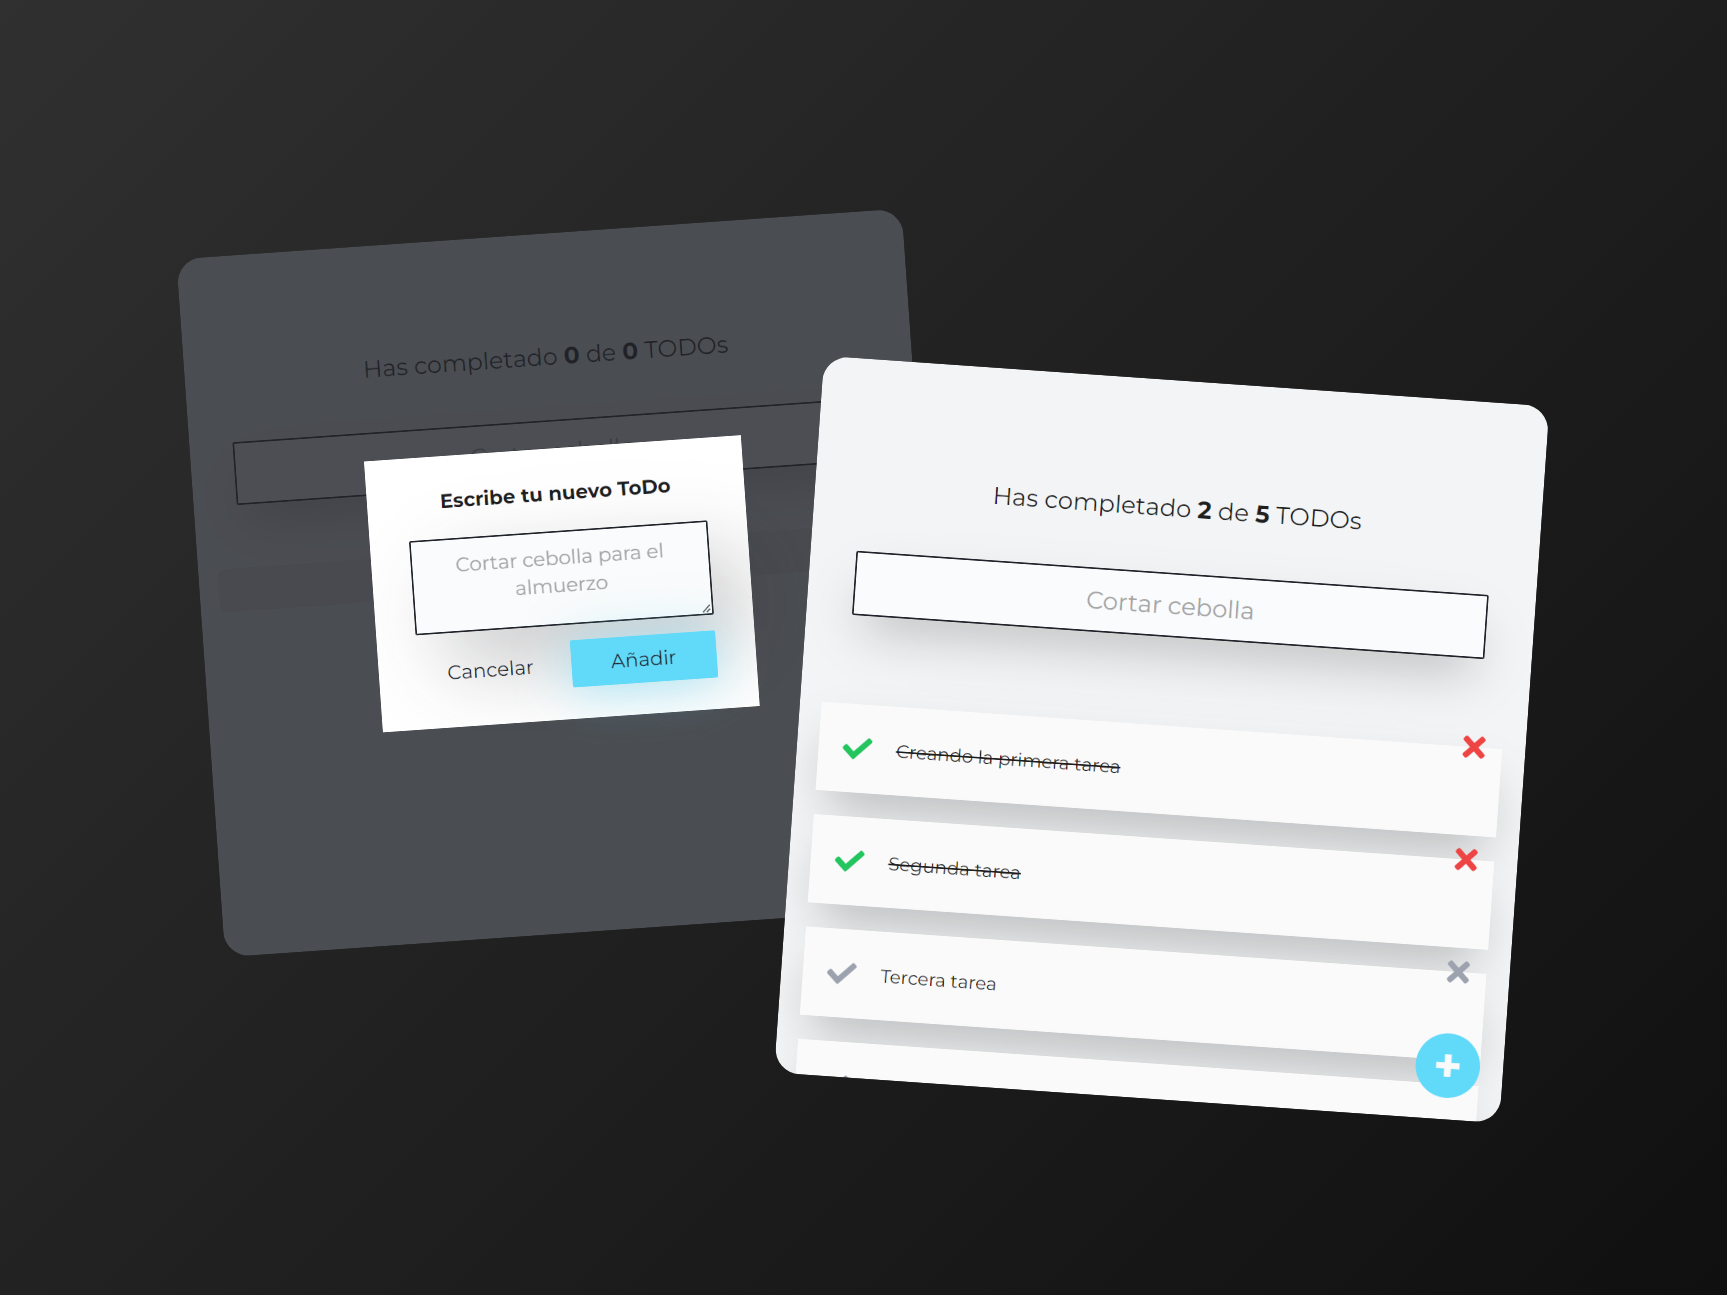 Has completado 0 de 0 TODOs
Escribe tu nuevo ToDo
Cortar cebolla para el
almuerzo
Cancelar
Añadir
Has completado 2 de 5 TODOs
Cortar cebolla
Creando la primera tarea
Segunda tarea
Tercera tarea